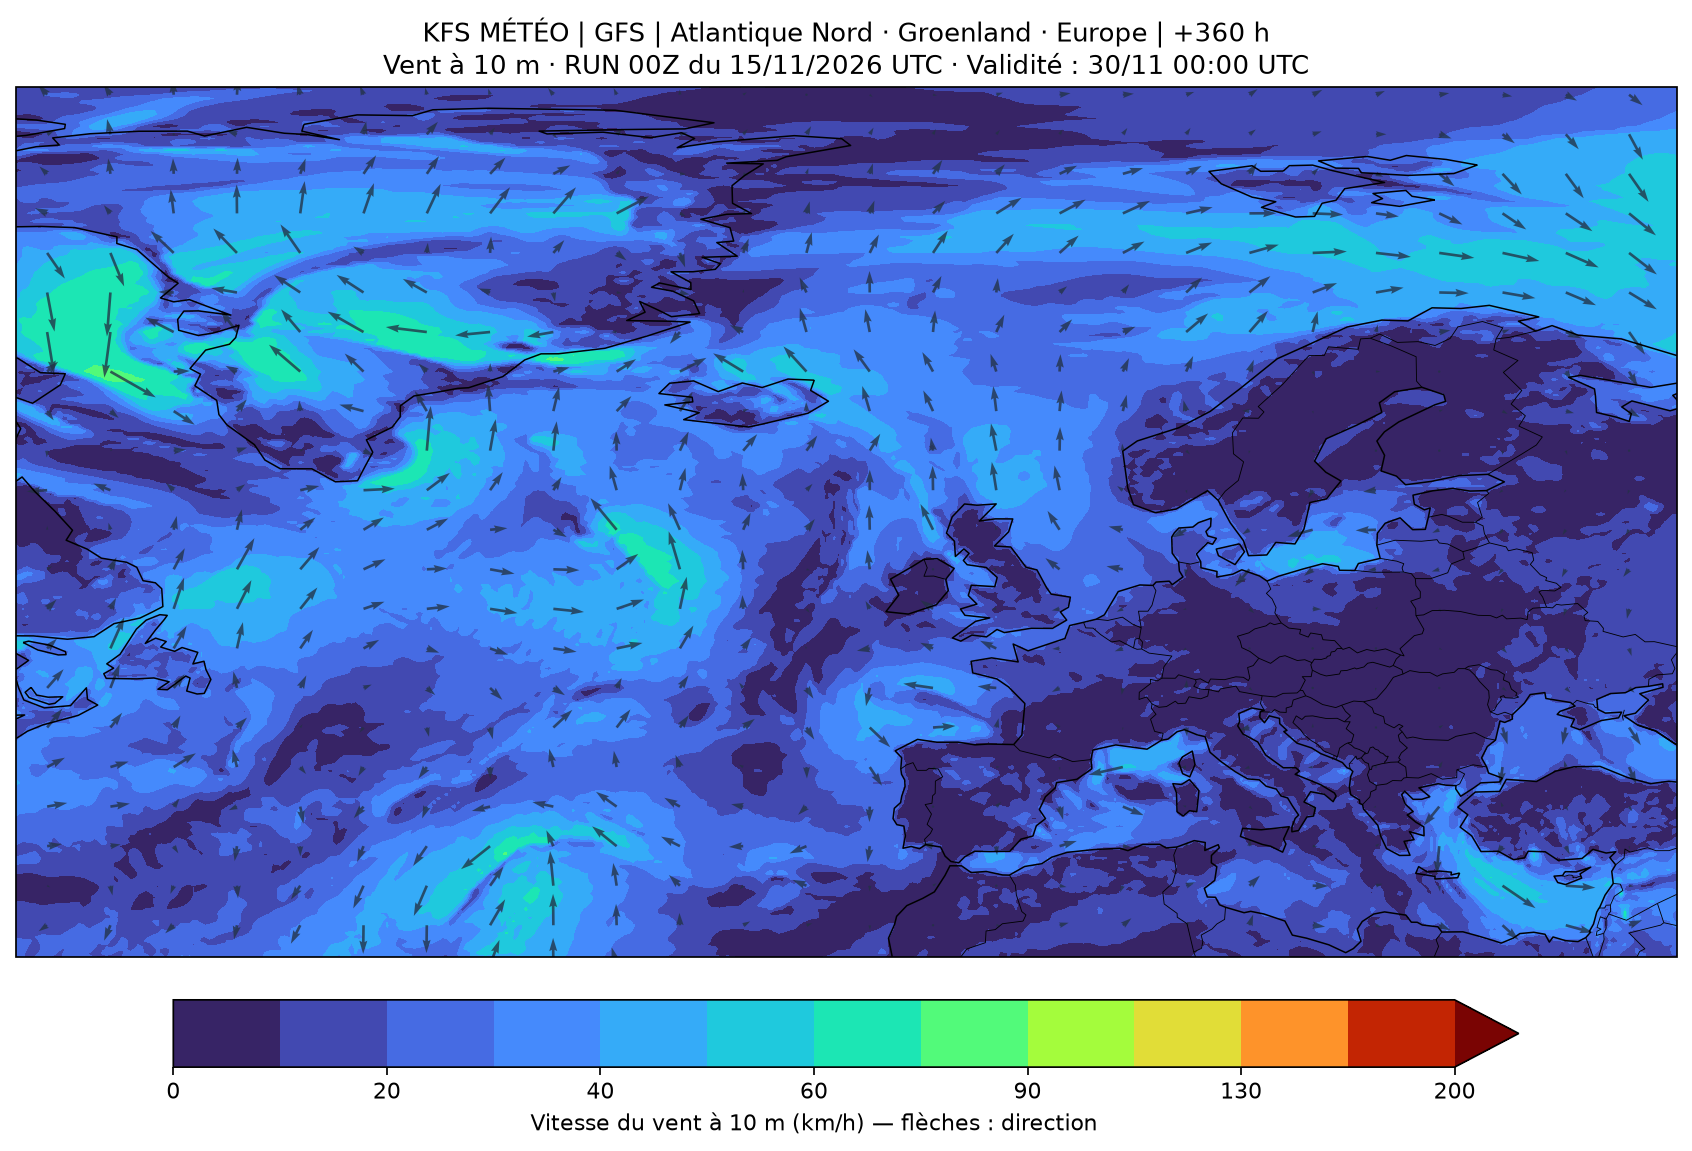 KFS MÉTÉO | GFS | Atlantique Nord · Groenland · Europe | +360 h
Vent à 10 m · RUN 00Z du 15/11/2026 UTC · Validité : 30/11 00:00 UTC
0 20 40 60 90 130 200
Vitesse du vent à 10 m (km/h) — flèches : direction